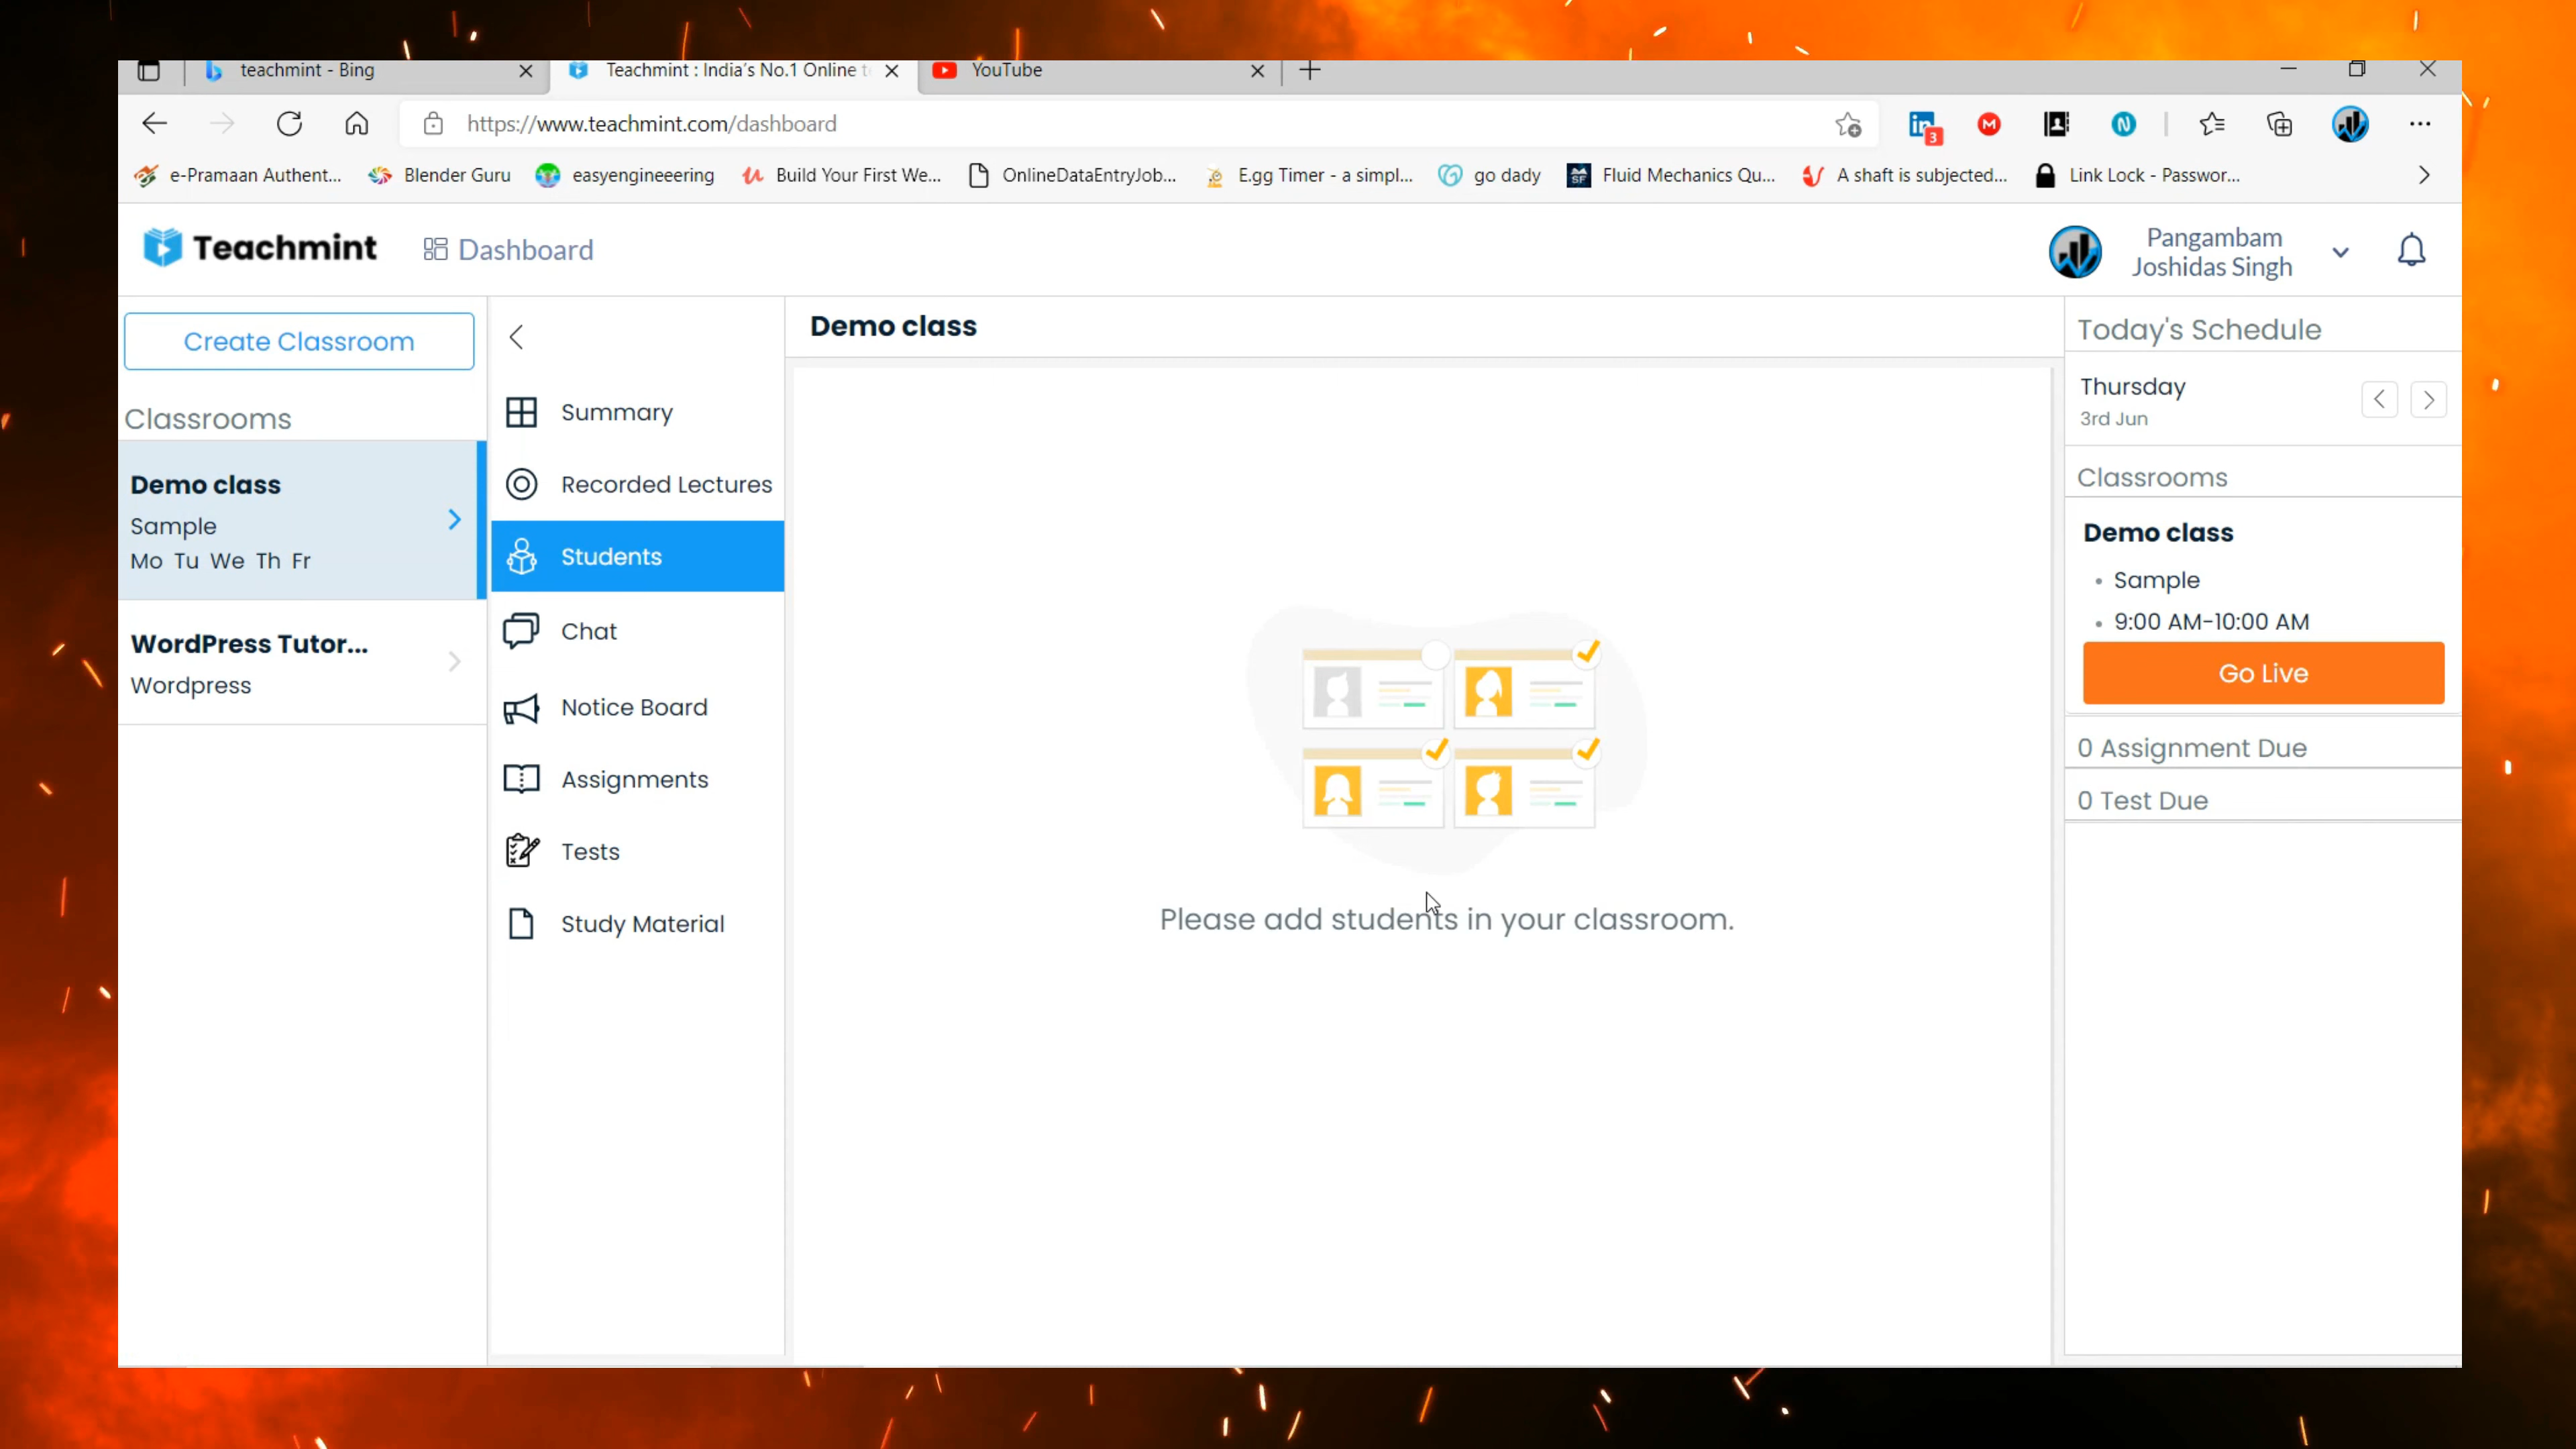 teachmint - Bing
Teachmint : India's No.1 Online t
YouTube
https://www.teachmint.com/dashboard
3
e-Pramaan Authent...
Blender Guru
easyengineeering
Build Your First We...
OnlineDataEntryJob...
E.gg Timer - a simpl...
go dady
Fluid Mechanics Qu...
A shaft is subjected...
Link Lock - Passwor...
Teachmint
Dashboard
Pangambam
Joshidas Singh
Create Classroom
Classrooms
Demo class
Sample
Mo Tu We Th Fr
WordPress Tutor...
Wordpress
Summary
Recorded Lectures
Students
Chat
Notice Board
Assignments
Tests
Study Material
Demo class
Please add students in your classroom.
Today's Schedule
Thursday
3rd Jun
Classrooms
Demo class
• Sample
• 9:00 AM-10:00 AM
Go Live
0 Assignment Due
0 Test Due